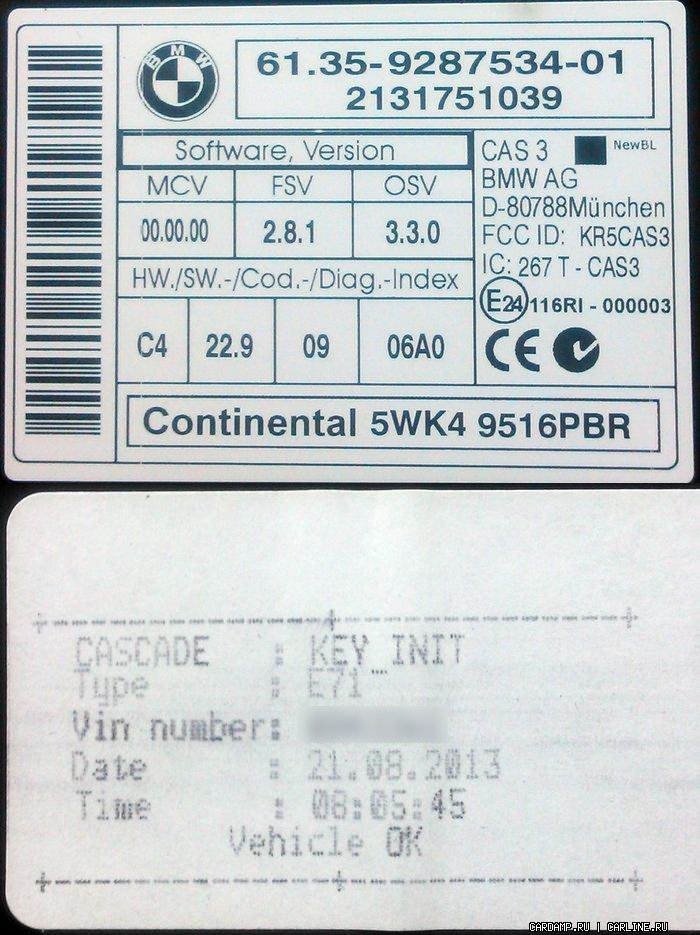 BMW
61.35-9287534-01
2131751039
Software, Version
MCV FSV OSV
00.00.00 2.8.1 3.3.0
HW./SW.-/Cod.-/Diag.-Index
C4 22.9 09 06A0
CAS 3 NewBL
BMW AG
D-80788München
FCC ID: KR5CAS3
IC: 267 T - CAS3
E24 116RI - 000003
CE
Continental 5WK4 9516PBR
CASCADE : KEY_INIT
Type : E71
Vin number:
Date : 21.08.2013
Time : 08:05:45
Vehicle OK
CARDAMP.RU | CARLINE.RU